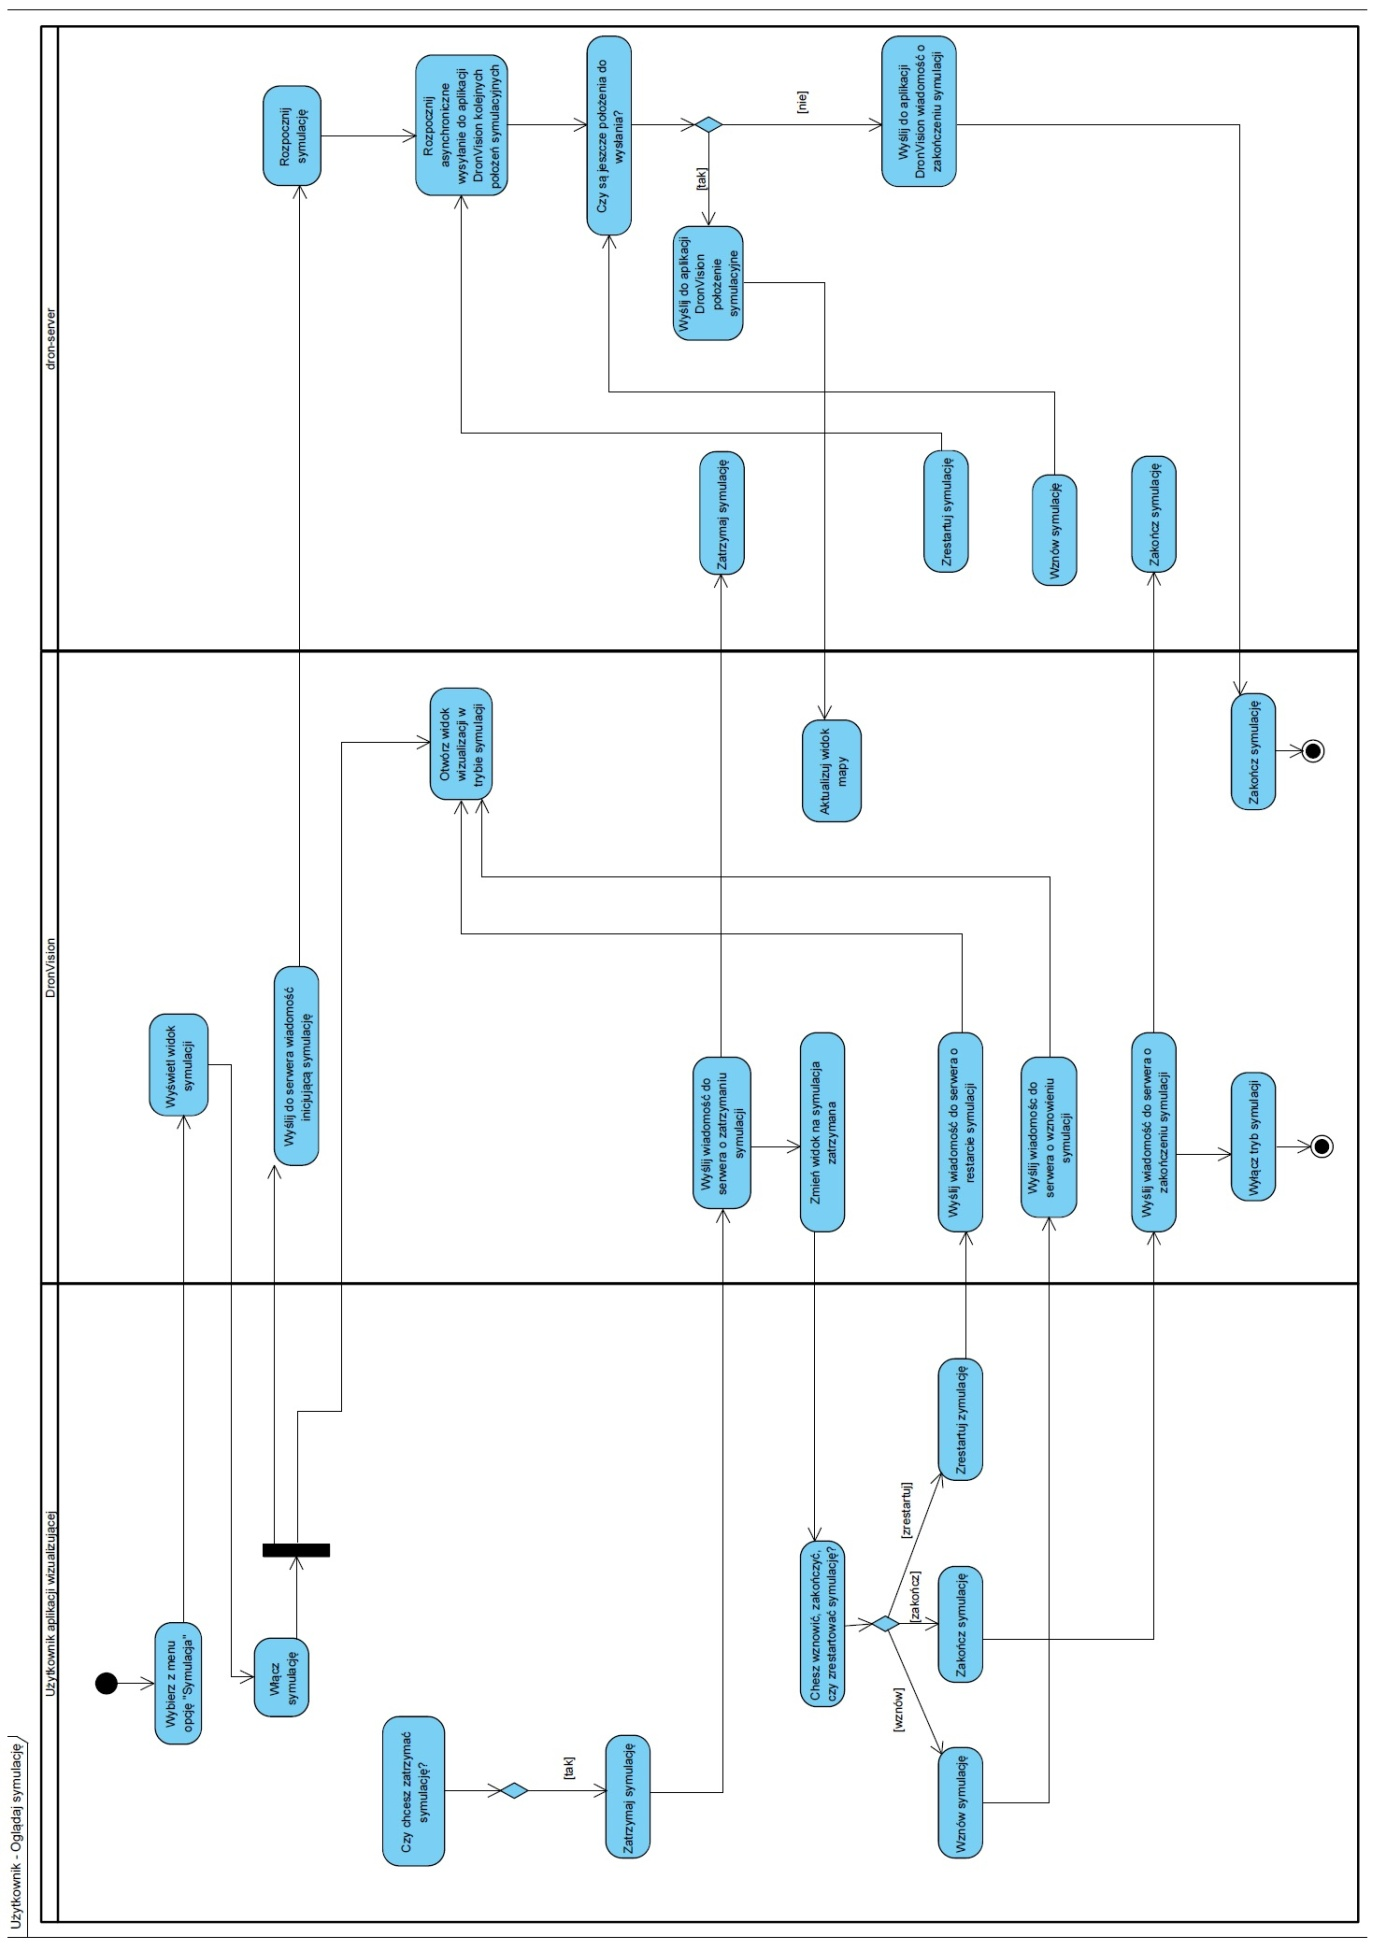 Użytkownik - Oglądaj symulację
Użytkownik aplikacji wizualizującej
DronVision
dron-server
Wybierz z menu
opcję "Symulacja"
Wyświetl widok
symulacji
Włącz
symulację
Wyślij do serwera wiadomość
inicjującą symulację
Rozpocznij
symulację
Otwórz widok
wizualizacji w
trybie symulacji
Rozpocznij
asynchroniczne
wysyłanie do aplikacji
DronVision kolejnych
położeń symulacyjnych
Czy chcesz zatrzymać
symulację?
[tak]
Zatrzymaj symulację
Czy są jeszcze położenia do
wysłania?
[tak]
[nie]
Wyślij do aplikacji
DronVision
położenie
symulacyjne
Wyślij wiadomość do
serwera o zatrzymaniu
symulacji
Zatrzymaj symulację
Zmień widok na symulacja
zatrzymana
Aktualizuj widok
mapy
Wyślij do aplikacji
DronVision wiadomość o
zakończeniu symulacji
Chesz wznowić, zakończyć,
czy zrestartować symulację?
[wznów]
[zakończ]
[zrestartuj]
Wznów symulację
Zakończ symulację
Zrestartuj zymulację
Wyślij wiadomość do serwera o
restarcie symulacji
Zrestartuj symulację
Wyślij wiadomośc do
serwera o wznowieniu
symulacji
Wznów symulację
Wyślij wiadomość do serwera o
zakończeniu symulacji
Zakończ symulację
Wyłącz tryb symulacji
Zakończ symulację